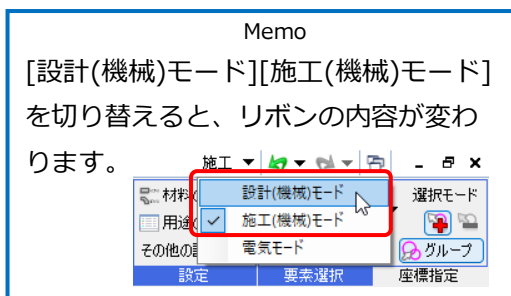 Memo
[設計(機械)モード][施工(機械)モード]
を切り替えると、リボンの内容が変わ
ります。
施工
材料
設計(機械)モード
選択モード
用途
施工(機械)モード
その他の
電気モード
グループ
設定
要素選択
座標指定